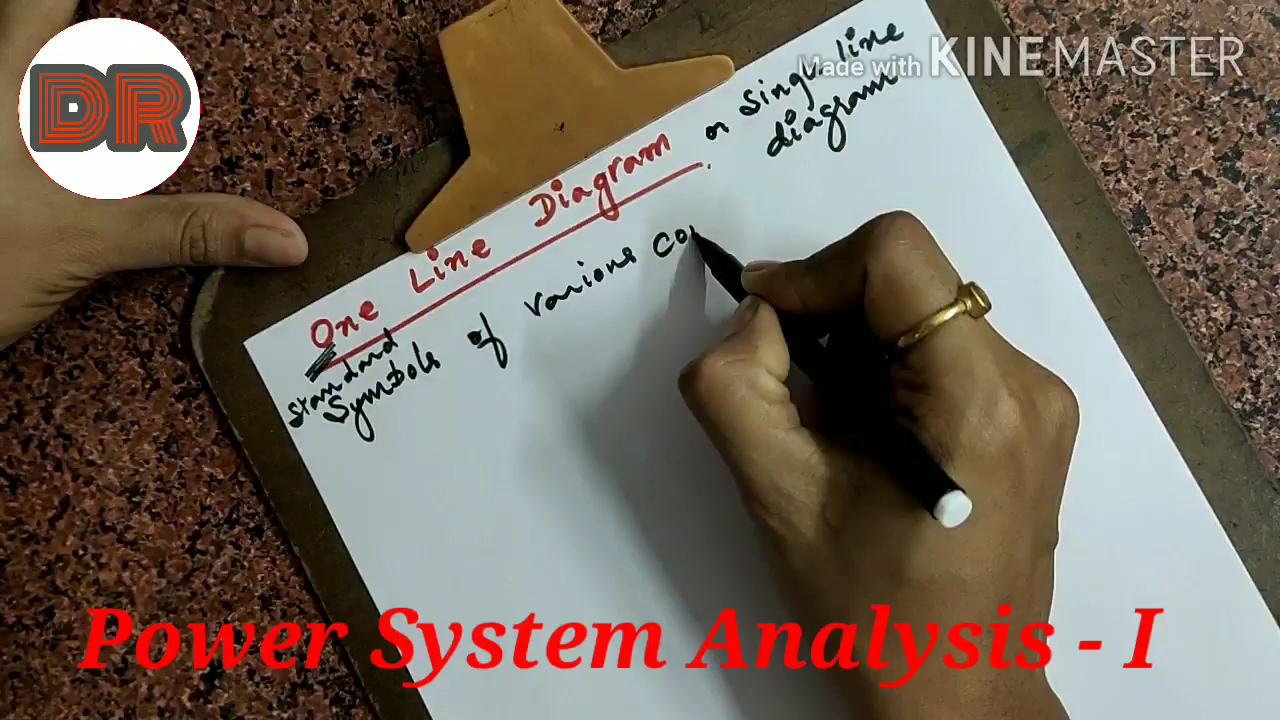 DR
Made with KINEMASTER
One Line Diagram or Single line
diagram
Standard
Symbols of various co
Power System Analysis - I